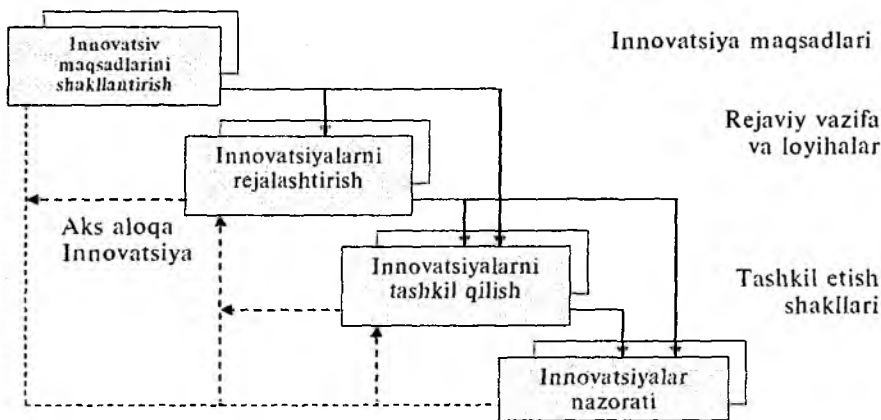 Innovatsiv
maqsadlarini
shakllantirish
Innovatsiya maqsadlari
Rejaviy vazifa
va loyihalar
Innovatsiyalarni
rejalashtirish
Aks aloqa
Innovatsiya
Innovatsiyalarni
tashkil qilish
Tashkil etish
shakllari
Innovatsiyalar
nazorati